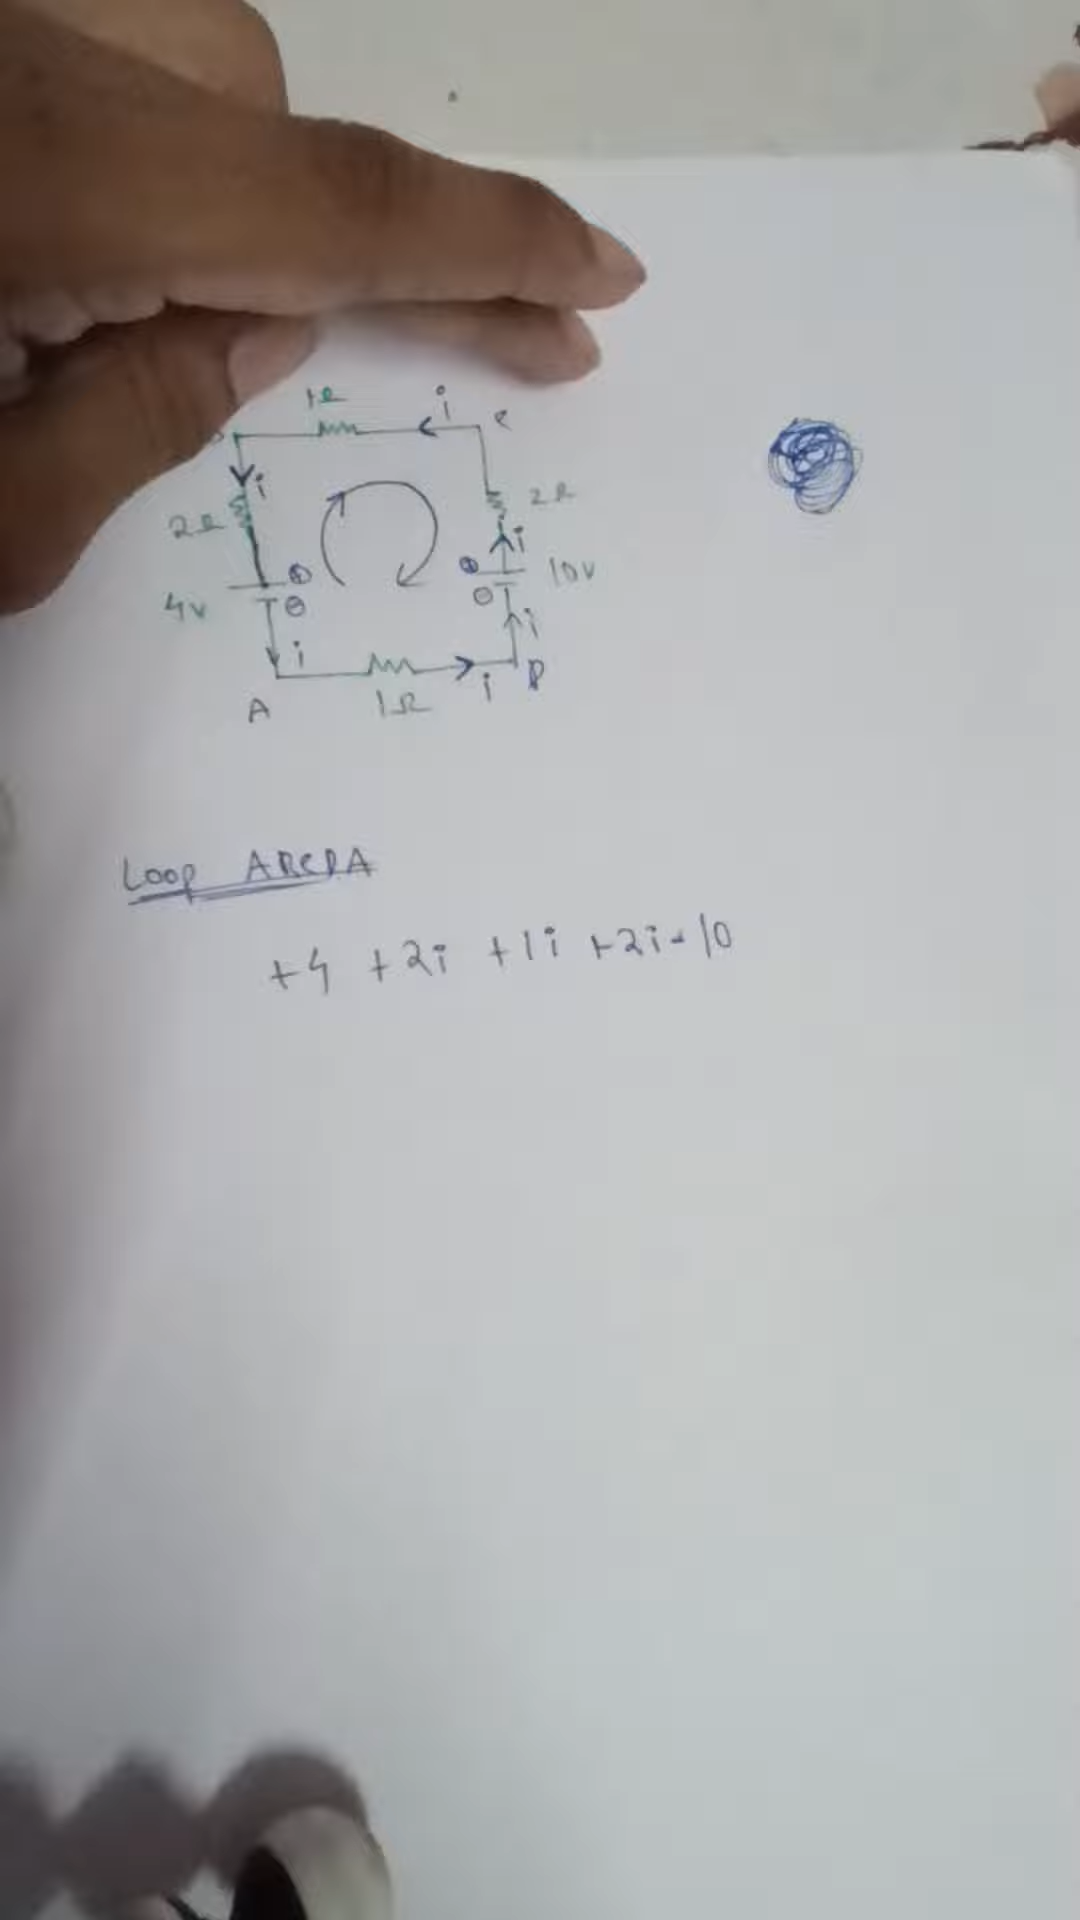 1Ω i C
i
2Ω 2Ω
i
⊕ ⊕ 10V
4V ⊖ ⊖
i i
A 1Ω i D
Loop ABCDA
+4 +2i +1i +2i-10